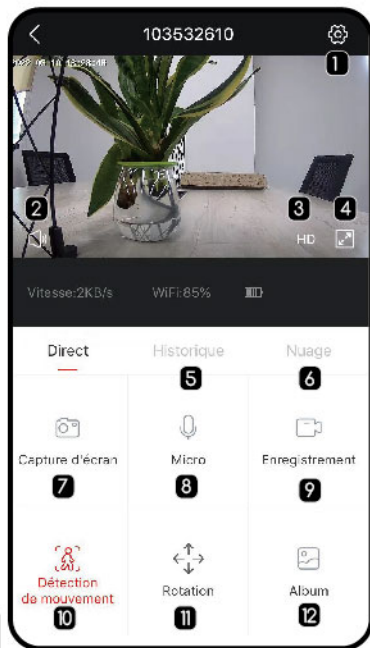 103532610
1
2
3
4
HD
Vitesse:2KB/s WiFi:85%
Direct Historique Nuage
5
6
Capture d'écran Micro Enregistrement
7 8 9
Détection
de mouvement
Rotation Album
10 11 12